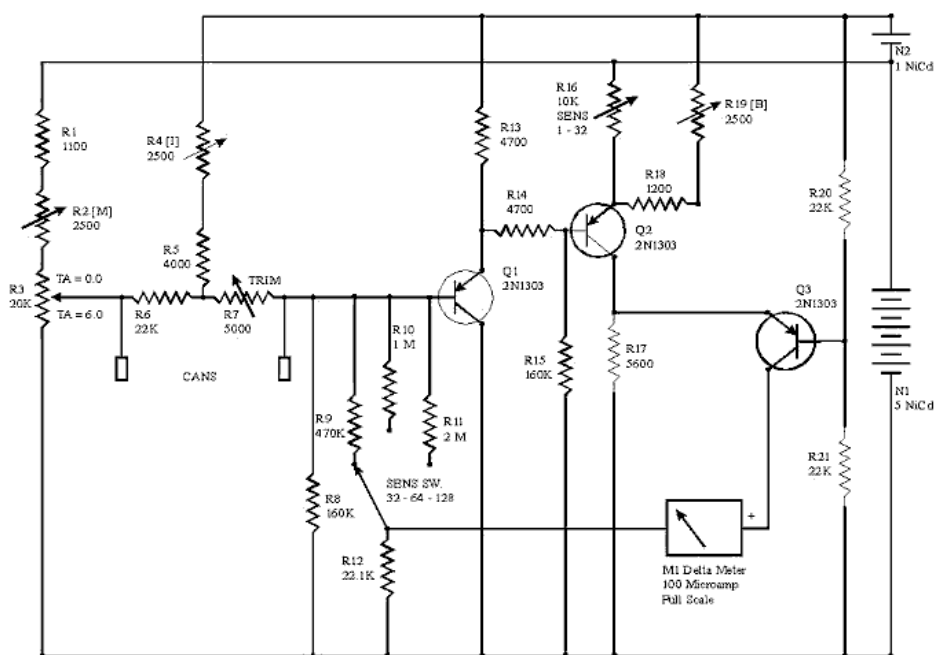 N2
1 NiCd
R1
1100
R2 [M]
2500
R3
20K
TA = 0.0
TA = 6.0
R4 [I]
2500
R5
4000
TRIM
R6
22K
R7
5000
CANS
R13
4700
R14
4700
R16
10K
SENS
1 - 32
R19 [B]
2500
R18
1200
Q1
2N1303
Q2
2N1303
Q3
2N1303
R20
22K
R10
1 M
R9
470K
R11
2 M
SENS SW.
32 - 64 - 128
R8
160K
R12
22.1K
R15
160K
R17
5600
N1
5 NiCd
R21
22K
+
M1 Delta Meter
100 Microamp
Full Scale